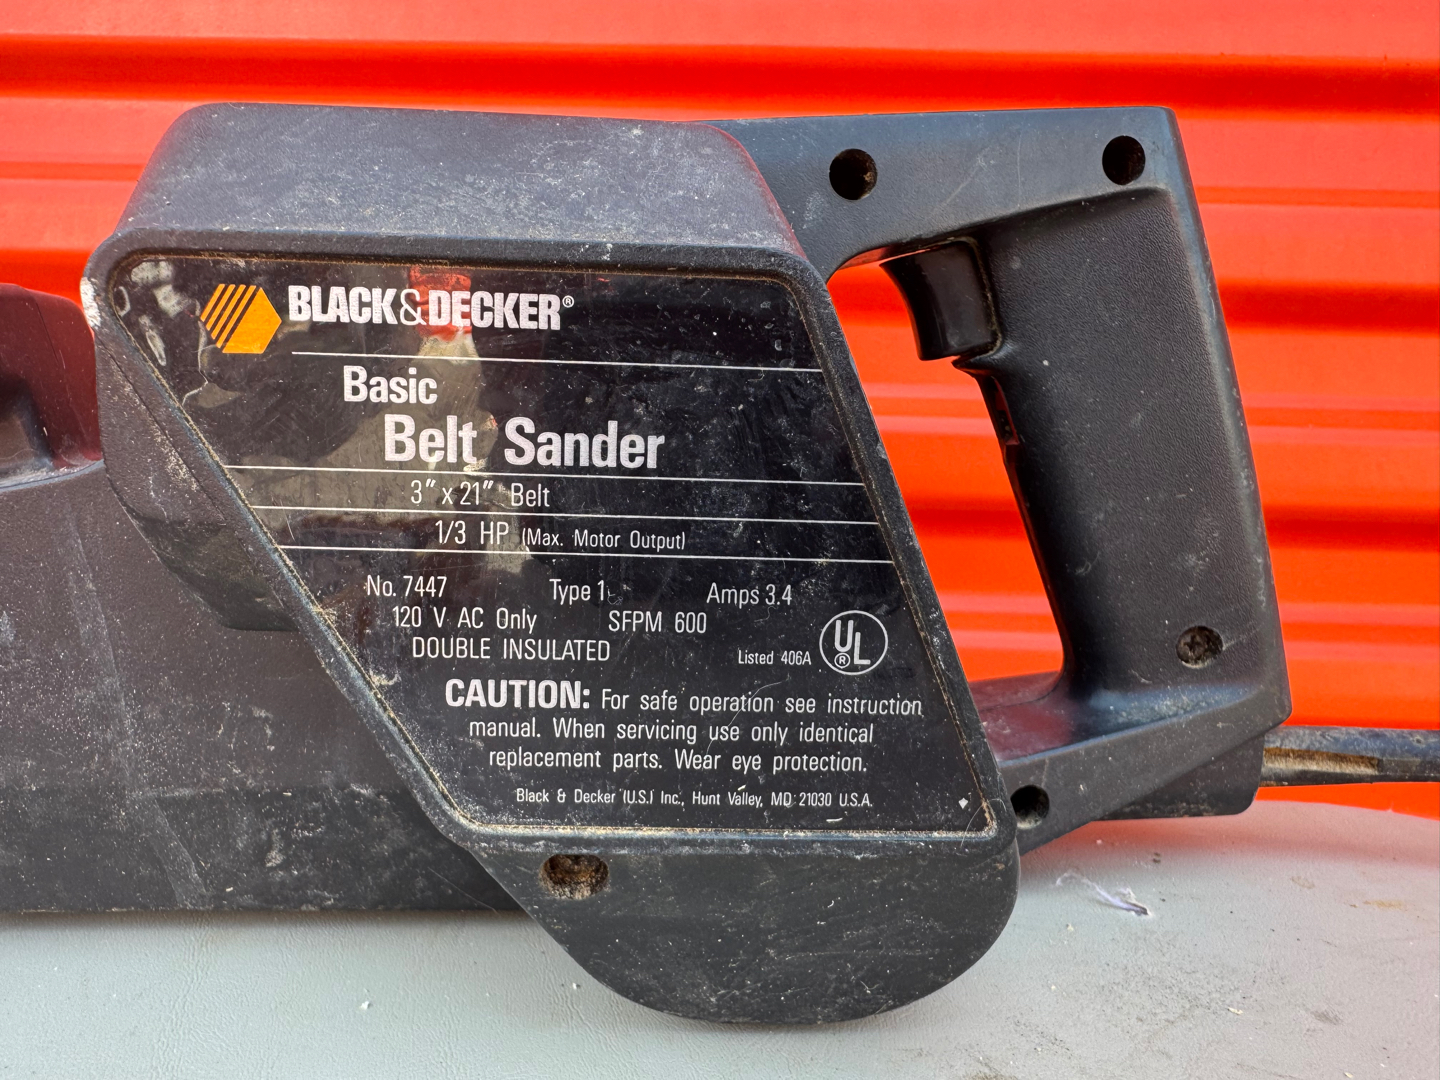 BLACK&DECKER®
Basic
Belt Sander
3" x 21" Belt
1/3 HP (Max. Motor Output)
No. 7447 Type 1 Amps 3.4
120 V AC Only SFPM 600
DOUBLE INSULATED
Listed 406A UL®
CAUTION: For safe operation see instruction
manual. When servicing use only identical
replacement parts. Wear eye protection.
Black & Decker (U.S.) Inc., Hunt Valley, MD 21030 U.S.A.